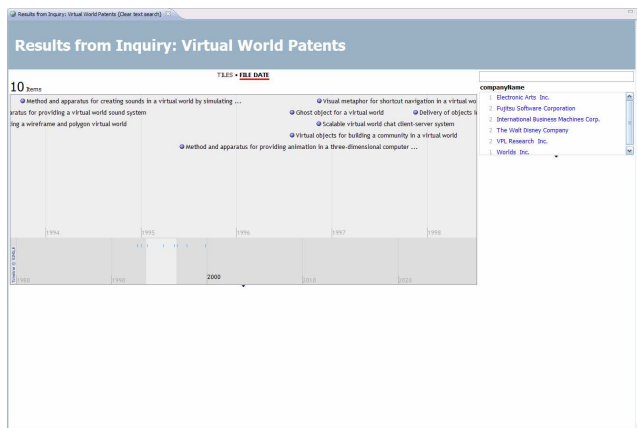 Results from Inquiry: Virtual World Patents [Clear text search]
Results from Inquiry: Virtual World Patents
TILES • FILE DATE
10 Items
Method and apparatus for creating sounds in a virtual world by simulating ...
Visual metaphor for shortcut navigation in a virtual wo
aratus for providing a virtual world sound system
Ghost object for a virtual world
Delivery of objects i
ing a wireframe and polygon virtual world
Scalable virtual world chat client-server system
Virtual objects for building a community in a virtual world
Method and apparatus for providing animation in a three-dimensional computer ...
1994 1995 1996 1997 1998
Timeline © SIMILE
1980 1990 2000 2010 2020
companyName
1 Electronic Arts Inc.
2 Fujitsu Software Corporation
2 International Business Machines Corp.
2 The Walt Disney Company
2 VPL Research Inc.
1 Worlds Inc.